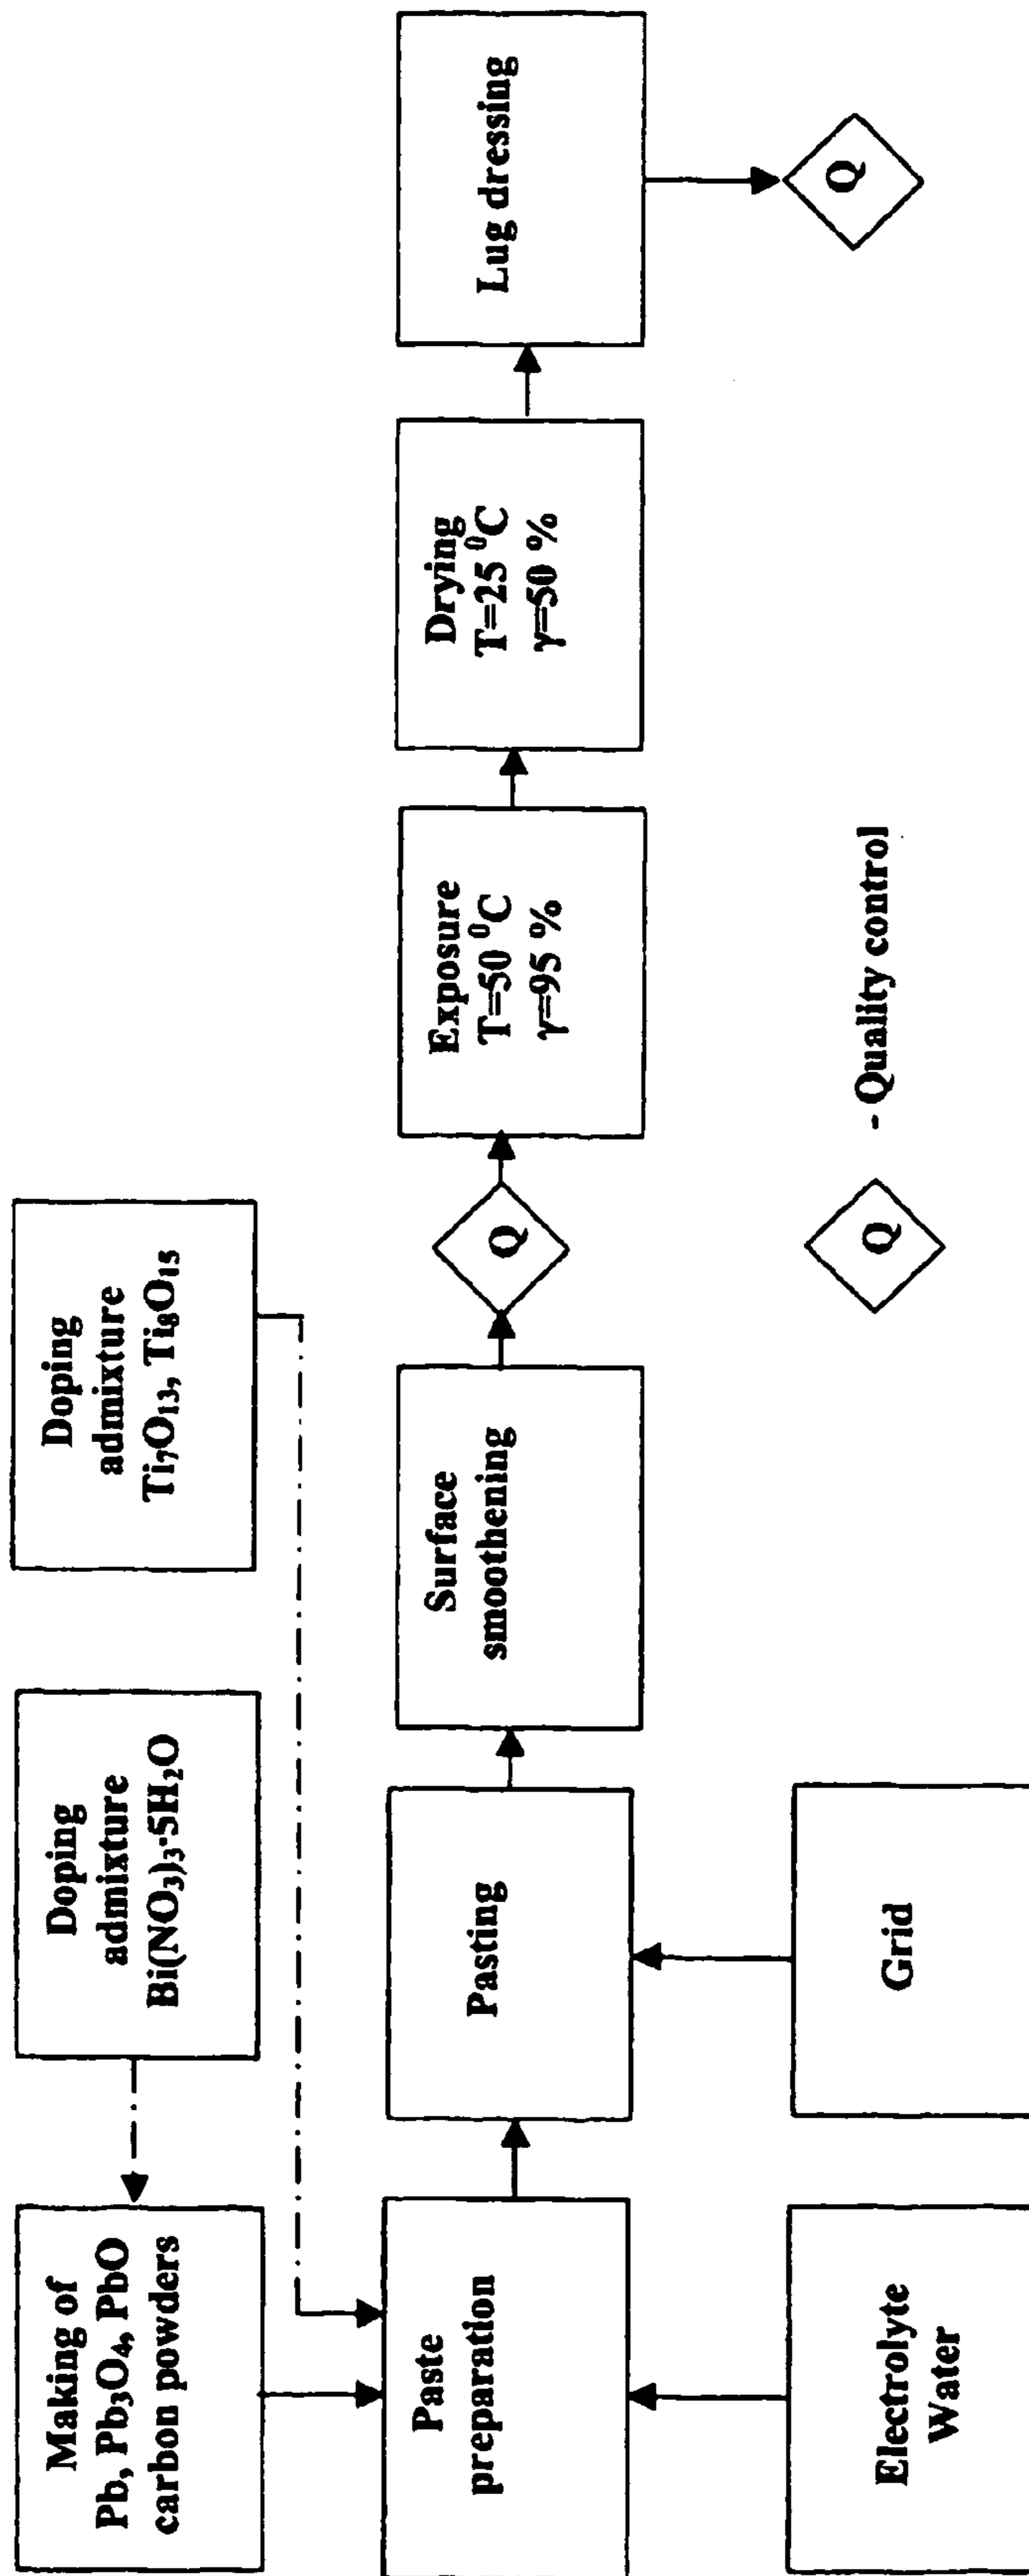 Making of
Pb, Pb₃O₄, PbO
carbon powders
Doping
admixture
Bi(NO₃)₃·5H₂O
Doping
admixture
Ti₇O₁₃, Ti₈O₁₅
Paste
preparation
Pasting
Surface
smoothening
Q
Exposure
T=50 ⁰C
γ=95 %
Drying
T=25 ⁰C
γ=50 %
Lug dressing
Electrolyte
Water
Grid
Q
- Quality control
Q